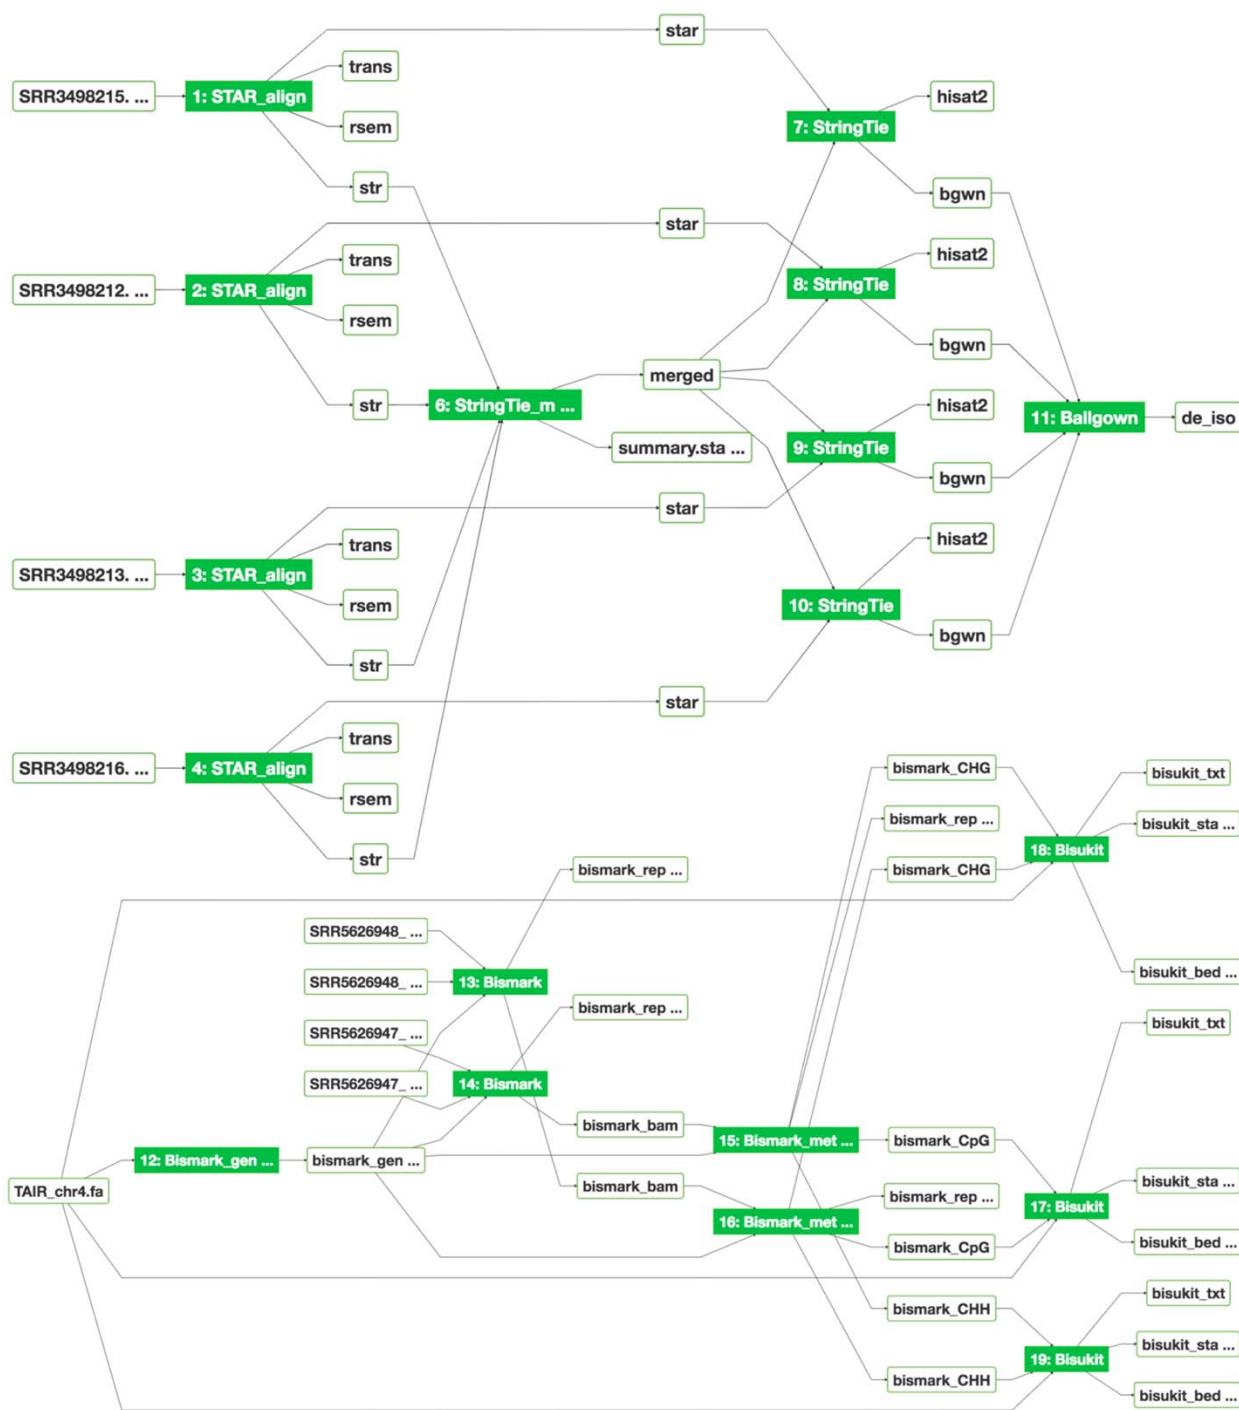 star
trans
hisat2
SRR3498215. ...
1: STAR_align
7: StringTie
rsem
str
bgwn
star
trans
hisat2
SRR3498212. ...
2: STAR_align
8: StringTie
rsem
bgwn
merged
str
6: StringTie_m ...
hisat2
11: Ballgown
de_iso
summary.sta ...
9: StringTie
bgwn
star
trans
hisat2
SRR3498213. ...
3: STAR_align
rsem
10: StringTie
bgwn
str
star
trans
SRR3498216. ...
4: STAR_align
rsem
str
bismark_CHG
bisukit_txt
bismark_rep ...
bisukit_sta ...
18: Bisukit
bismark_rep ...
bismark_CHG
SRR5626948_ ...
SRR5626948_ ...
13: Bismark
bisukit_bed ...
bismark_rep ...
bisukit_txt
SRR5626947_ ...
SRR5626947_ ...
14: Bismark
bismark_bam
15: Bismark_met ...
bismark_CpG
12: Bismark_gen ...
bismark_gen ...
TAIR_chr4.fa
bismark_bam
bismark_rep ...
bisukit_sta ...
17: Bisukit
16: Bismark_met ...
bismark_CpG
bisukit_bed ...
bisukit_txt
bismark_CHH
bisukit_sta ...
19: Bisukit
bismark_CHH
bisukit_bed ...